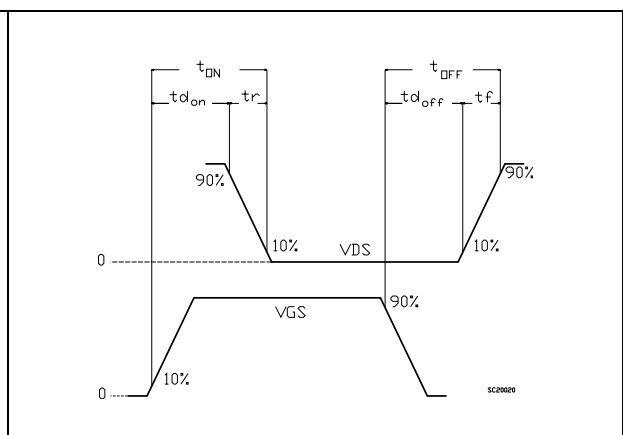 tON tOFF
tdon tr tdoff tf
90% 90%
10% 10%
0 VDS
90%
VGS
10%
0
SC20020